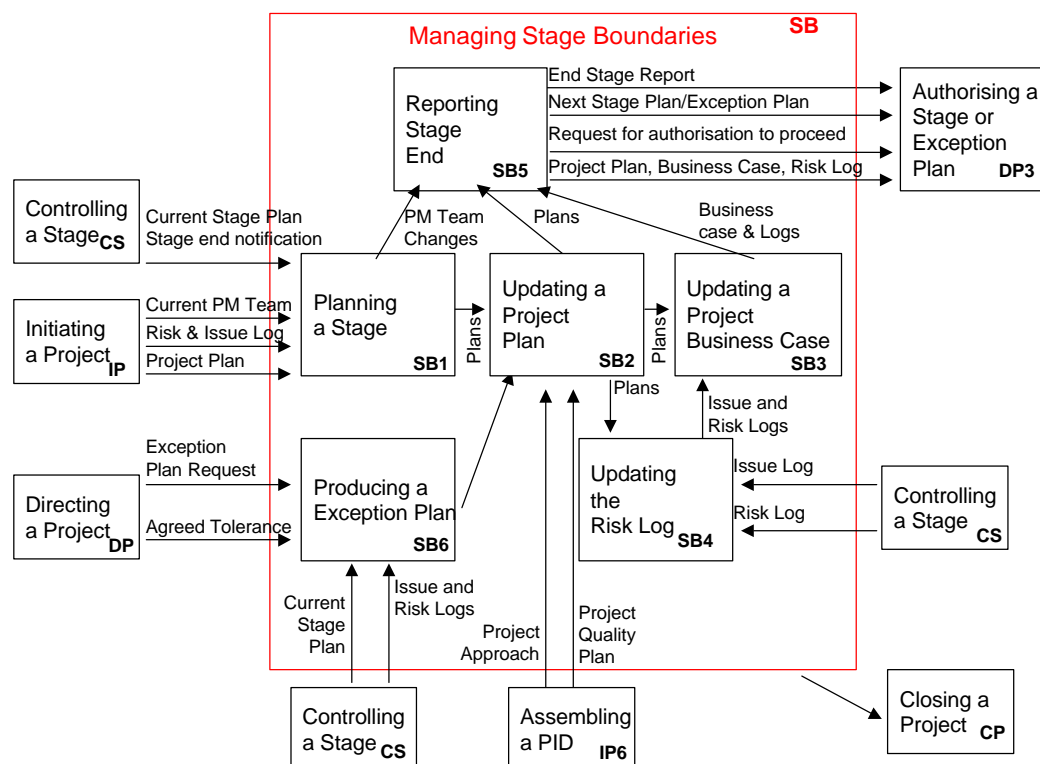 SB
Managing Stage Boundaries
Reporting
Stage
End
SB5
End Stage Report
Next Stage Plan/Exception Plan
Request for authorisation to proceed
Project Plan, Business Case, Risk Log
Authorising a
Stage or
Exception
Plan
DP3
Controlling
a Stage
CS
Current Stage Plan
Stage end notification
PM Team
Changes
Plans
Business
case & Logs
Initiating
a Project
IP
Current PM Team
Risk & Issue Log
Project Plan
Planning
a Stage
SB1
Plans
Updating a
Project
Plan
SB2
Plans
Updating a
Project
Business Case
SB3
Plans
Issue and
Risk Logs
Directing
a Project
DP
Exception
Plan Request
Agreed Tolerance
Producing a
Exception Plan
SB6
Updating
the
Risk Log
SB4
Issue Log
Risk Log
Controlling
a Stage
CS
Current
Stage
Plan
Issue and
Risk Logs
Project
Approach
Project
Quality
Plan
Controlling
a Stage
CS
Assembling
a PID
IP6
Closing a
Project
CP